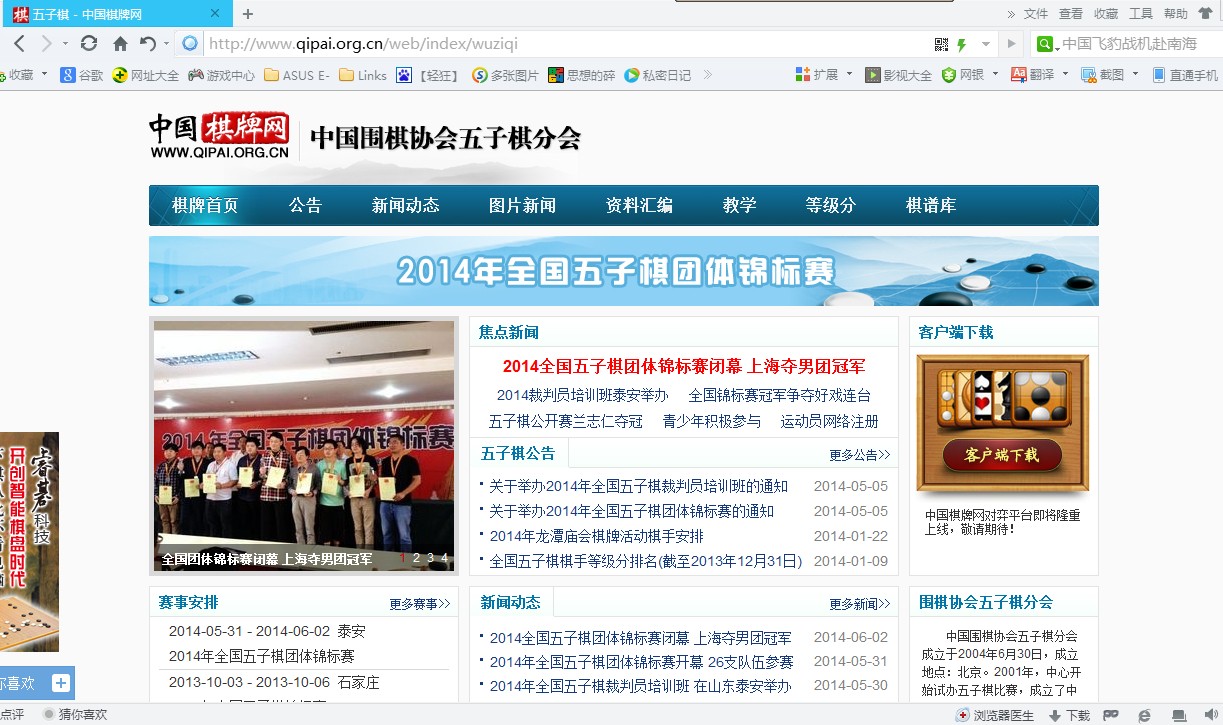 五子棋 - 中国棋牌网
文件 查看 收藏 工具 帮助
http://www.qipai.org.cn/web/index/wuziqi
中国飞豹战机赴南海
收藏 谷歌 网址大全 游戏中心 ASUS E- Links 【轻狂】 多张图片 思想的碎 私密日记 扩展 影视大全 网银 翻译 截图 直通手机
中国棋牌网
WWW.QIPAI.ORG.CN
中国围棋协会五子棋分会
棋牌首页 公告 新闻动态 图片新闻 资料汇编 教学 等级分 棋谱库
2014年全国五子棋团体锦标赛
2014年全国五子棋团体锦标赛
全国团体锦标赛闭幕 上海夺男团冠军
1 2 3 4
焦点新闻
2014全国五子棋团体锦标赛闭幕 上海夺男团冠军
2014裁判员培训班泰安举办 全国锦标赛冠军争夺好戏连台
五子棋公开赛兰志仁夺冠 青少年积极参与 运动员网络注册
五子棋公告 更多公告>>
关于举办2014年全国五子棋裁判员培训班的通知 2014-05-05
关于举办2014年全国五子棋团体锦标赛的通知 2014-05-05
2014年龙潭庙会棋牌活动棋手安排 2014-01-22
全国五子棋棋手等级分排名(截至2013年12月31日) 2014-01-09
客户端下载
客户端下载
中国棋牌网对弈平台即将隆重
上线，敬请期待！
睿棋科技
开创智能棋盘时代
赛事安排 更多赛事>>
2014-05-31 - 2014-06-02 泰安
2014年全国五子棋团体锦标赛
2013-10-03 - 2013-10-06 石家庄
新闻动态 更多新闻>>
2014全国五子棋团体锦标赛闭幕 上海夺男团冠军 2014-06-02
2014年全国五子棋团体锦标赛开幕 26支队伍参赛 2014-05-31
2014年全国五子棋裁判员培训班 在山东泰安举办 2014-05-30
围棋协会五子棋分会
中国围棋协会五子棋分会
成立于2004年6月30日，成立
地点：北京。2001年，中心开
始试办五子棋比赛，成立了中
你喜欢
点评 猜你喜欢 浏览器医生 下载